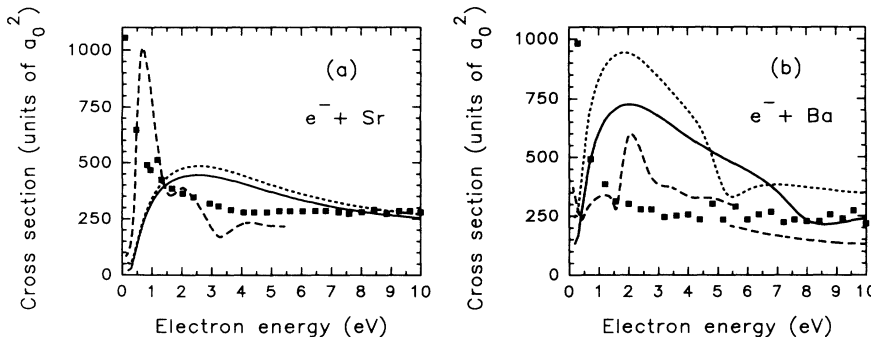 Cross section (units of a₀²)
1000
750
500
250
0
(a)
e⁻ + Sr
0 1 2 3 4 5 6 7 8 9 10
Electron energy (eV)
Cross section (units of a₀²)
1000
750
500
250
0
(b)
e⁻ + Ba
0 1 2 3 4 5 6 7 8 9 10
Electron energy (eV)